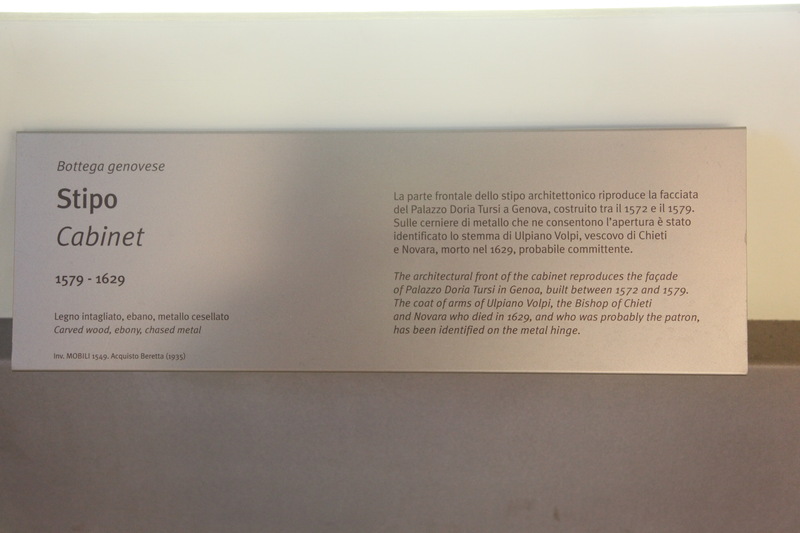 Bottega genovese
Stipo
Cabinet
1579 - 1629
Legno intagliato, ebano, metallo cesellato
Carved wood, ebony, chased metal
Inv. MOBILI 1549. Acquisto Beretta (1935)
La parte frontale dello stipo architettonico riproduce la facciata
del Palazzo Doria Tursi a Genova, costruito tra il 1572 e il 1579.
Sulle cerniere di metallo che ne consentono l'apertura è stato
identificato lo stemma di Ulpiano Volpi, vescovo di Chieti
e Novara, morto nel 1629, probabile committente.
The architectural front of the cabinet reproduces the façade
of Palazzo Doria Tursi in Genoa, built between 1572 and 1579.
The coat of arms of Ulpiano Volpi, the Bishop of Chieti
and Novara who died in 1629, and who was probably the patron,
has been identified on the metal hinge.